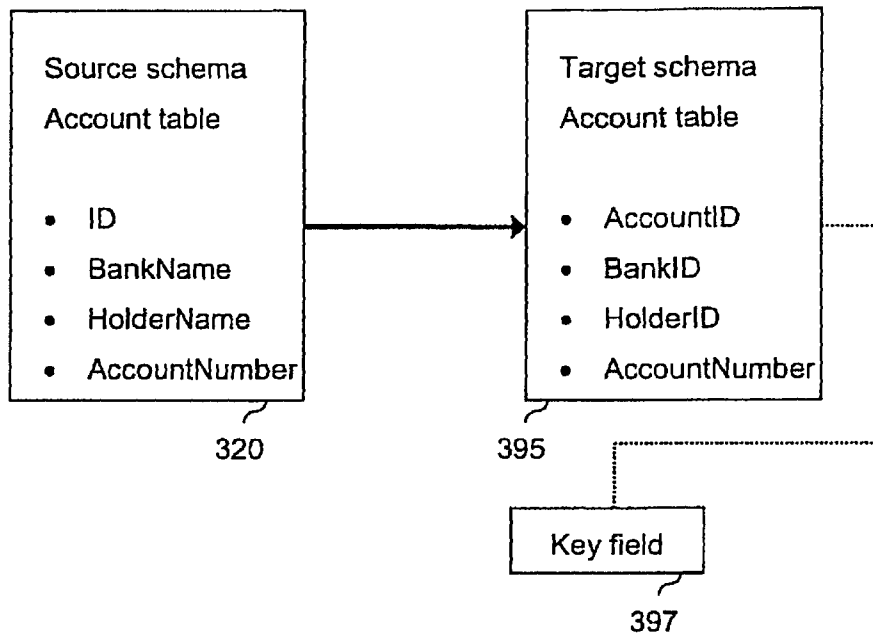 Source schema
Account table
• ID
• BankName
• HolderName
• AccountNumber
320
Target schema
Account table
• AccountID
• BankID
• HolderID
• AccountNumber
395
Key field
397